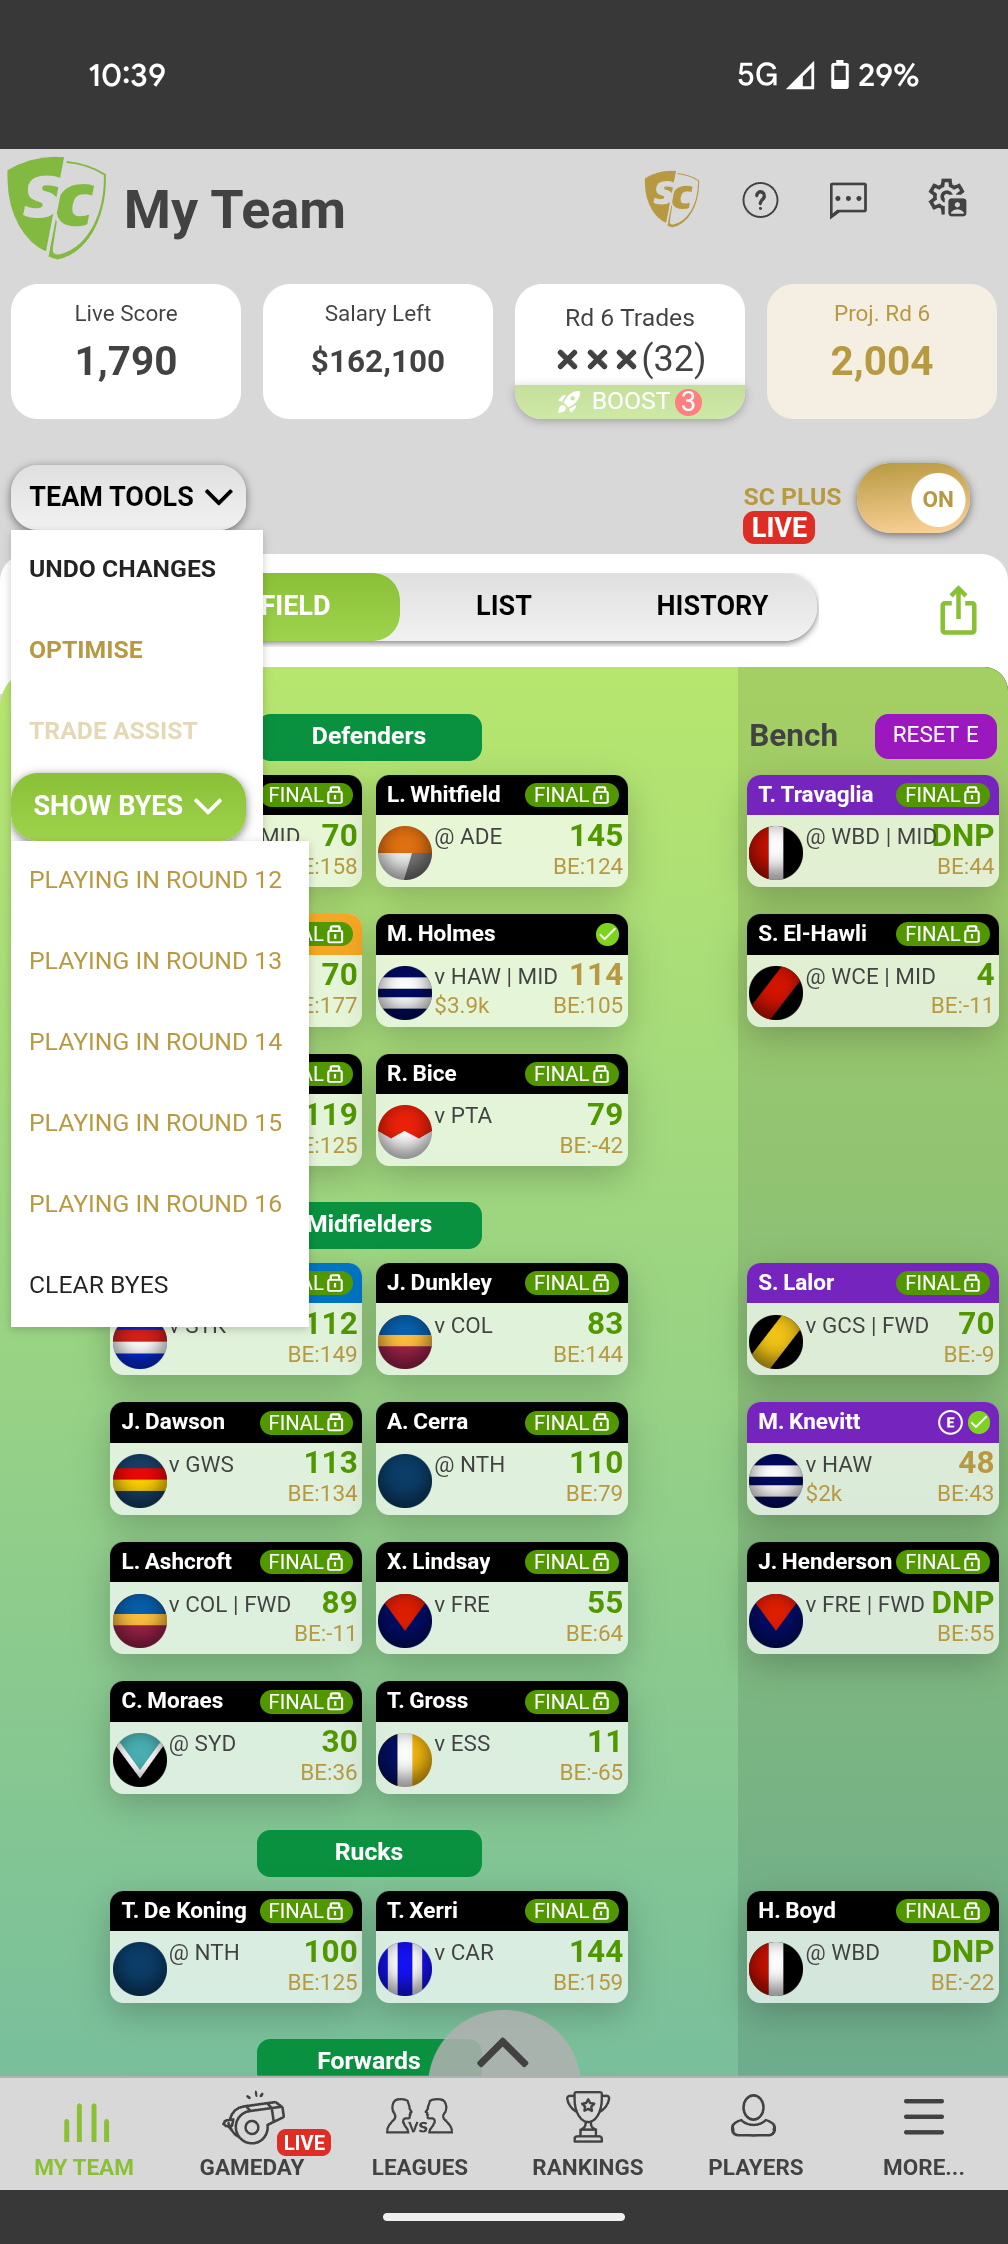 10:39
5G 29%
SC My Team SC ?
Live Score
1,790
Salary Left
$162,100
Rd 6 Trades
×××(32)
BOOST 3
Proj. Rd 6
2,004
TEAM TOOLS
SC PLUS
LIVE
ON
UNDO CHANGES
OPTIMISE
TRADE ASSIST
SHOW BYES
PLAYING IN ROUND 12
PLAYING IN ROUND 13
PLAYING IN ROUND 14
PLAYING IN ROUND 15
PLAYING IN ROUND 16
CLEAR BYES
FIELD LIST HISTORY
Defenders
Bench RESET E
FINAL
MID 70
E:158
L. Whitfield FINAL
@ ADE 145
BE:124
T. Travaglia FINAL
@ WBD | MID DNP
BE:44
AL
70
E:177
M. Holmes
v HAW | MID 114
$3.9k BE:105
S. El-Hawli FINAL
@ WCE | MID 4
BE:-11
AL
119
E:125
R. Bice FINAL
v PTA 79
BE:-42
Midfielders
AL
v STK 112
BE:149
J. Dunkley FINAL
v COL 83
BE:144
S. Lalor FINAL
v GCS | FWD 70
BE:-9
J. Dawson FINAL
v GWS 113
BE:134
A. Cerra FINAL
@ NTH 110
BE:79
M. Knevitt E
v HAW 48
$2k BE:43
L. Ashcroft FINAL
v COL | FWD 89
BE:-11
X. Lindsay FINAL
v FRE 55
BE:64
J. Henderson FINAL
v FRE | FWD DNP
BE:55
C. Moraes FINAL
@ SYD 30
BE:36
T. Gross FINAL
v ESS 11
BE:-65
Rucks
T. De Koning FINAL
@ NTH 100
BE:125
T. Xerri FINAL
v CAR 144
BE:159
H. Boyd FINAL
@ WBD DNP
BE:-22
Forwards
VS
LIVE
MY TEAM GAMEDAY LEAGUES RANKINGS PLAYERS MORE...